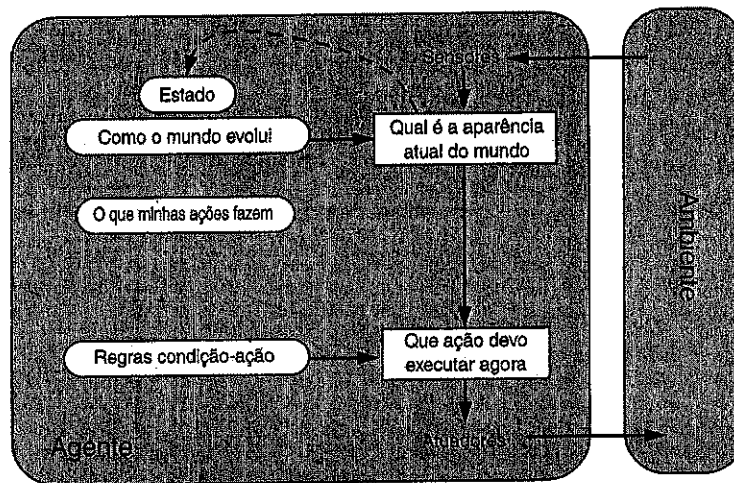 Sensores
Estado
Como o mundo evolui
Qual é a aparência
atual do mundo
O que minhas ações fazem
Ambiente
Regras condição-ação
Que ação devo
executar agora
Agente
Atuadores